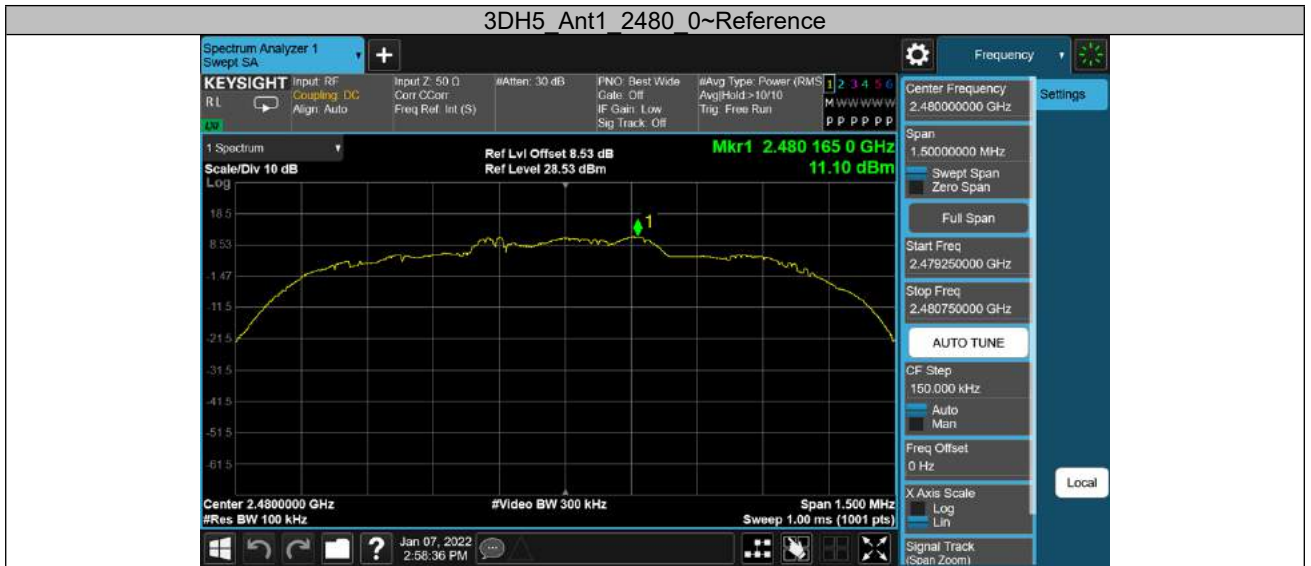 3DH5_Ant1_2480_0~Reference
Spectrum Analyzer 1
Swept SA
+
Frequency
KEYSIGHT
RL
Input: RF
Coupling: DC
Align: Auto
Input Z: 50 Ω
Corr CCorr
Freq Ref: Int (S)
#Atten: 30 dB
PNO: Best Wide
Gate: Off
IF Gain: Low
Sig Track: Off
#Avg Type: Power (RMS
Avg|Hold:>10/10
Trig: Free Run
1 2 3 4 5 6
M W W W W W
P P P P P P
1 Spectrum
Scale/Div 10 dB
Log
Ref Lvl Offset 8.53 dB
Ref Level 28.53 dBm
Mkr1 2.480 165 0 GHz
11.10 dBm
1
18.5
8.53
-1.47
-11.5
-21.5
-31.5
-41.5
-51.5
-61.5
Center 2.4800000 GHz
#Res BW 100 kHz
#Video BW 300 kHz
Span 1.500 MHz
Sweep 1.00 ms (1001 pts)
?
Jan 07, 2022
2:58:36 PM
Center Frequency
2.480000000 GHz
Settings
Span
1.50000000 MHz
Swept Span
Zero Span
Full Span
Start Freq
2.479250000 GHz
Stop Freq
2.480750000 GHz
AUTO TUNE
CF Step
150.000 kHz
Auto
Man
Freq Offset
0 Hz
X Axis Scale
Log
Lin
Local
Signal Track
(Span Zoom)